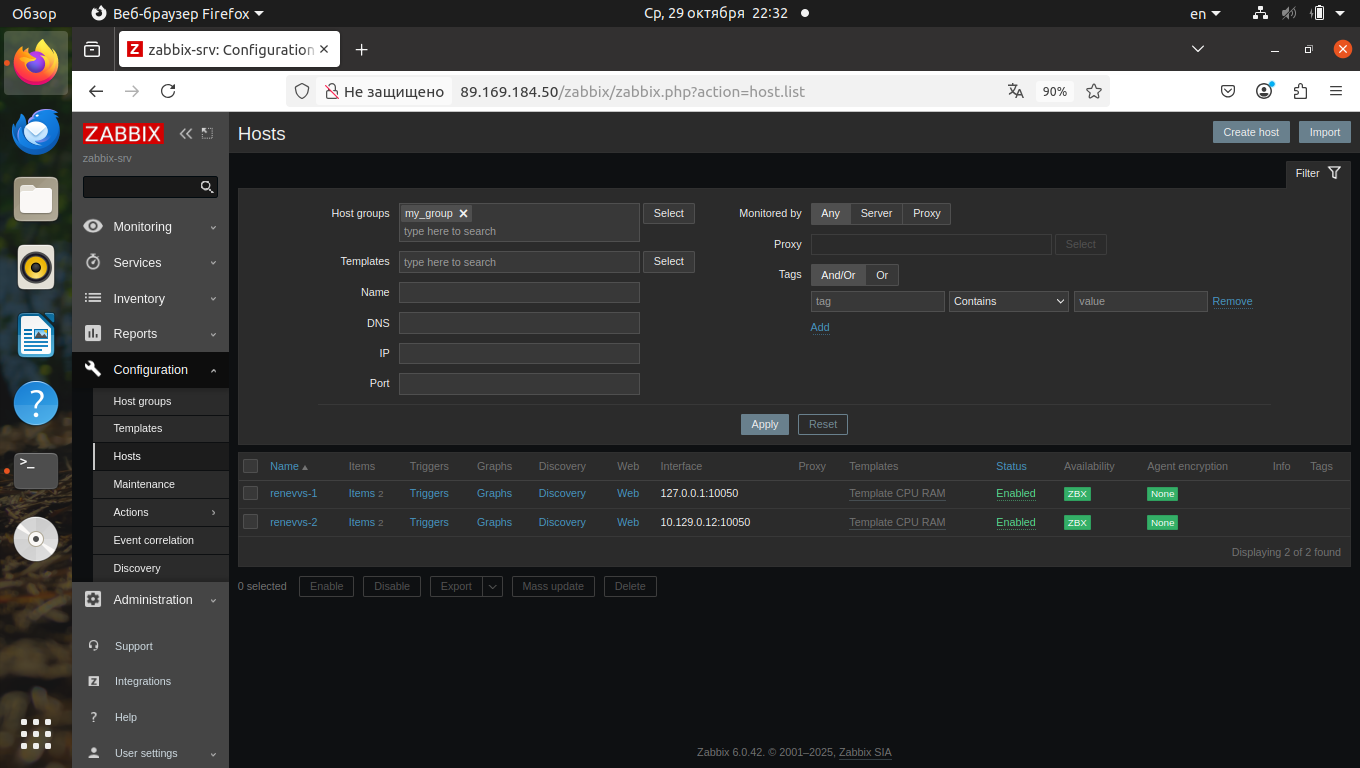 Обзор
Веб-браузер Firefox
Ср, 29 октября 22:32
en
zabbix-srv: Configuration
Не защищено
89.169.184.50/zabbix/zabbix.php?action=host.list
90%
ZABBIX
zabbix-srv
Monitoring
Services
Inventory
Reports
Configuration
Host groups
Templates
Hosts
Maintenance
Actions
Event correlation
Discovery
Administration
Support
Integrations
Help
User settings
Hosts
Create host
Import
Filter
Host groups
my_group
type here to search
Select
Templates
type here to search
Select
Name
DNS
IP
Port
Monitored by
Any
Server
Proxy
Proxy
Select
Tags
And/Or
Or
tag
Contains
value
Remove
Add
Apply
Reset
Name Items Triggers Graphs Discovery Web Interface Proxy Templates Status Availability Agent encryption Info Tags
renevvs-1 Items 2 Triggers Graphs Discovery Web 127.0.0.1:10050 Template CPU RAM Enabled ZBX None
renevvs-2 Items 2 Triggers Graphs Discovery Web 10.129.0.12:10050 Template CPU RAM Enabled ZBX None
Displaying 2 of 2 found
0 selected Enable Disable Export Mass update Delete
Zabbix 6.0.42. © 2001–2025, Zabbix SIA